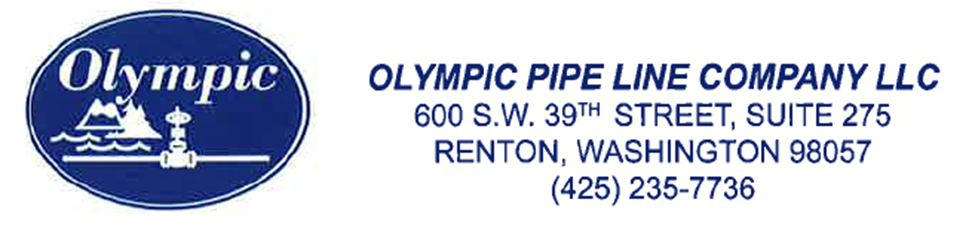 Olympic
OLYMPIC PIPE LINE COMPANY LLC
600 S.W. 39TH STREET, SUITE 275
RENTON, WASHINGTON 98057
(425) 235-7736